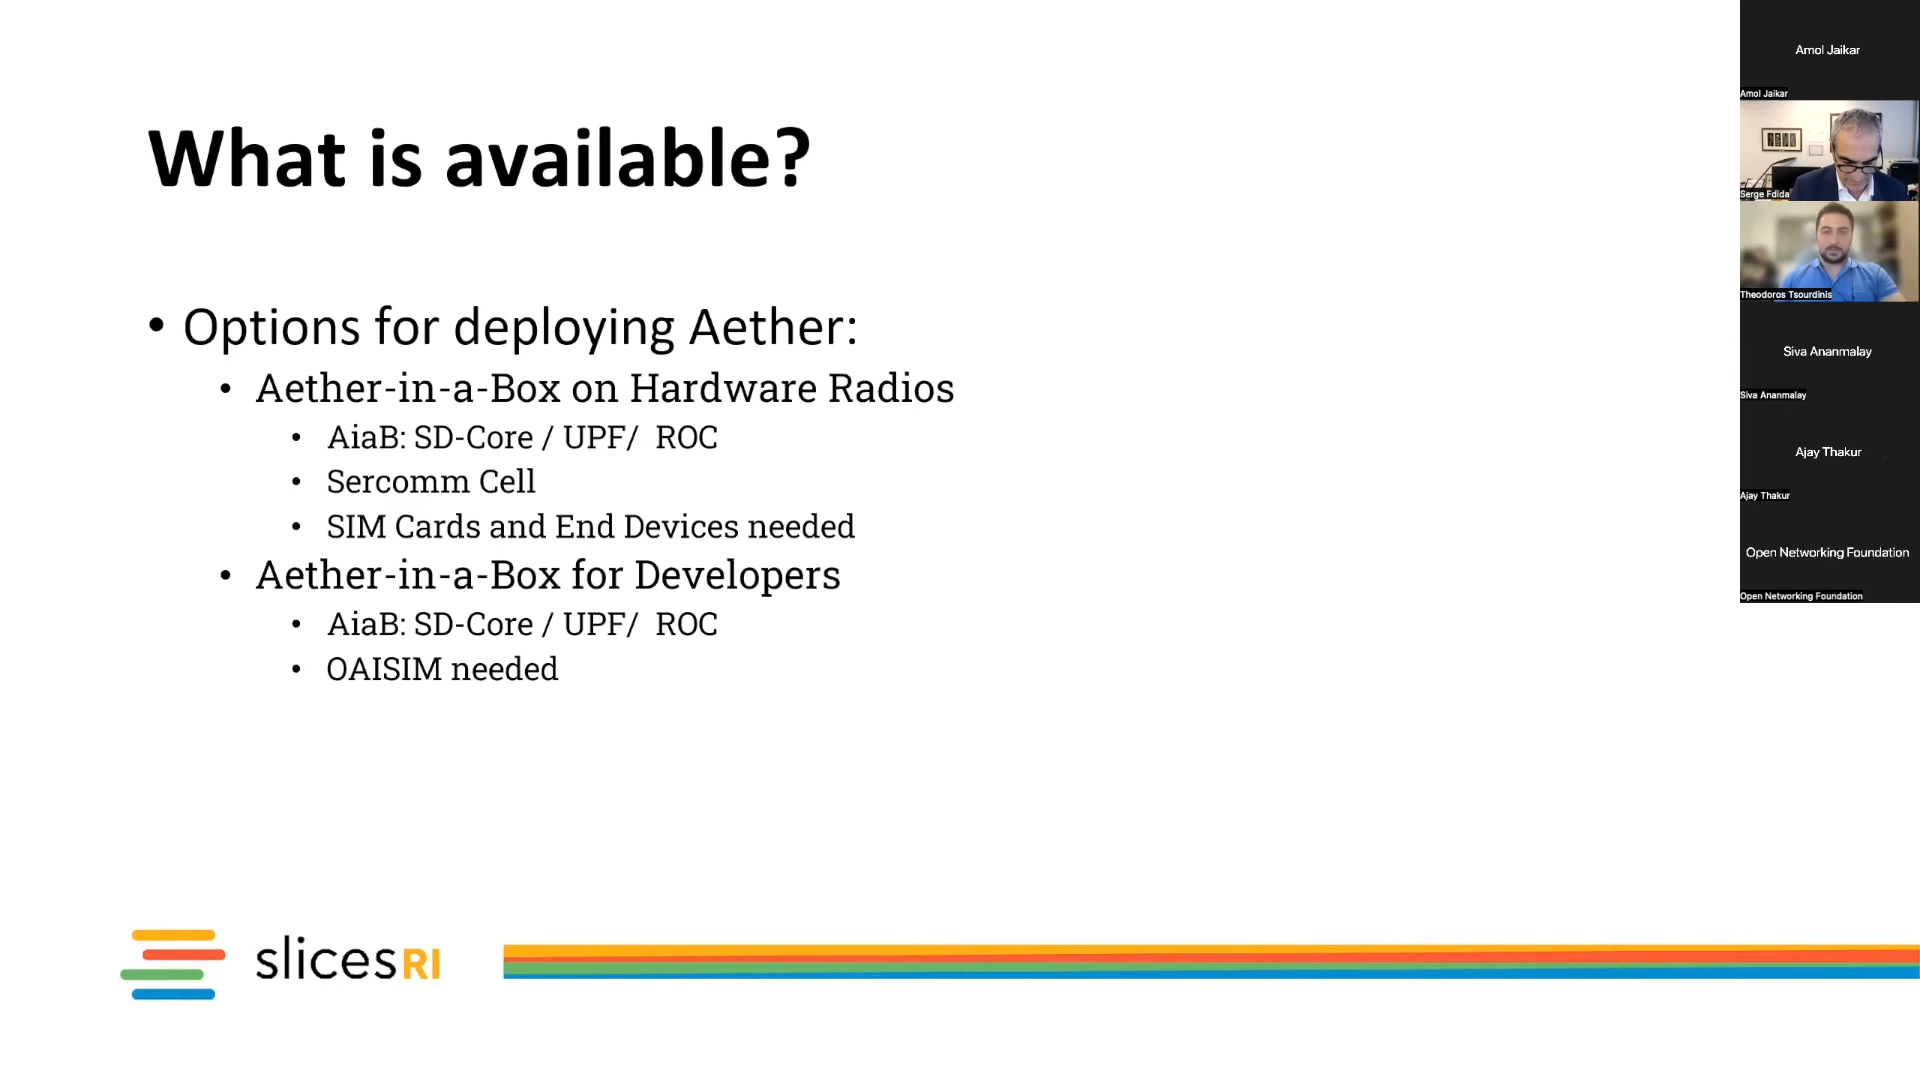 What is available?
• Options for deploying Aether:
• Aether-in-a-Box on Hardware Radios
• AiaB: SD-Core / UPF/ ROC
• Sercomm Cell
• SIM Cards and End Devices needed
• Aether-in-a-Box for Developers
• AiaB: SD-Core / UPF/ ROC
• OAISIM needed
slices RI
Amol Jaikar
Amol Jaikar
Serge Fdida
Theodoros Tsourdinis
Siva Ananmalay
Siva Ananmalay
Ajay Thakur
Ajay Thakur
Open Networking Foundation
Open Networking Foundation